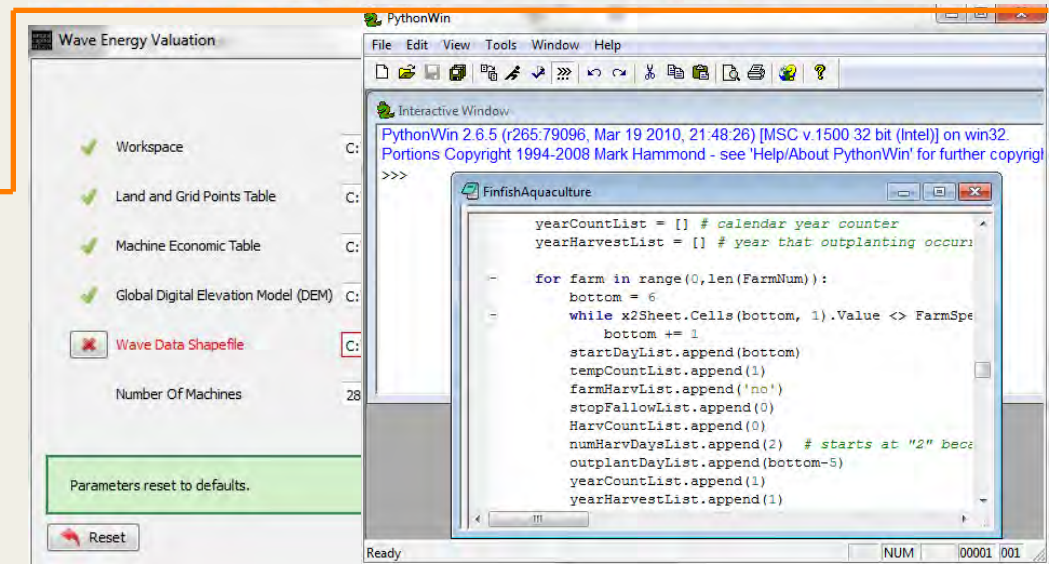 Wave Energy Valuation
Workspace C:
Land and Grid Points Table C:
Machine Economic Table C:
Global Digital Elevation Model (DEM) C:
Wave Data Shapefile C:
Number Of Machines 28
Parameters reset to defaults.
Reset
PythonWin
File Edit View Tools Window Help
Interactive Window
PythonWin 2.6.5 (r265:79096, Mar 19 2010, 21:48:26) [MSC v.1500 32 bit (Intel)] on win32.
Portions Copyright 1994-2008 Mark Hammond - see 'Help/About PythonWin' for further copyrigh
>>>
FinfishAquaculture
yearCountList = [] # calendar year counter
yearHarvestList = [] # year that outplanting occur
for farm in range(0,len(FarmNum)):
bottom = 6
while x2Sheet.Cells(bottom, 1).Value <> FarmSpe
bottom += 1
startDayList.append(bottom)
tempCountList.append(1)
farmHarvList.append('no')
stopFallowList.append(0)
HarvCountList.append(0)
numHarvDaysList.append(2) # starts at "2" beca
outplantDayList.append(bottom-5)
yearCountList.append(1)
yearHarvestList.append(1)
Ready NUM 00001 001